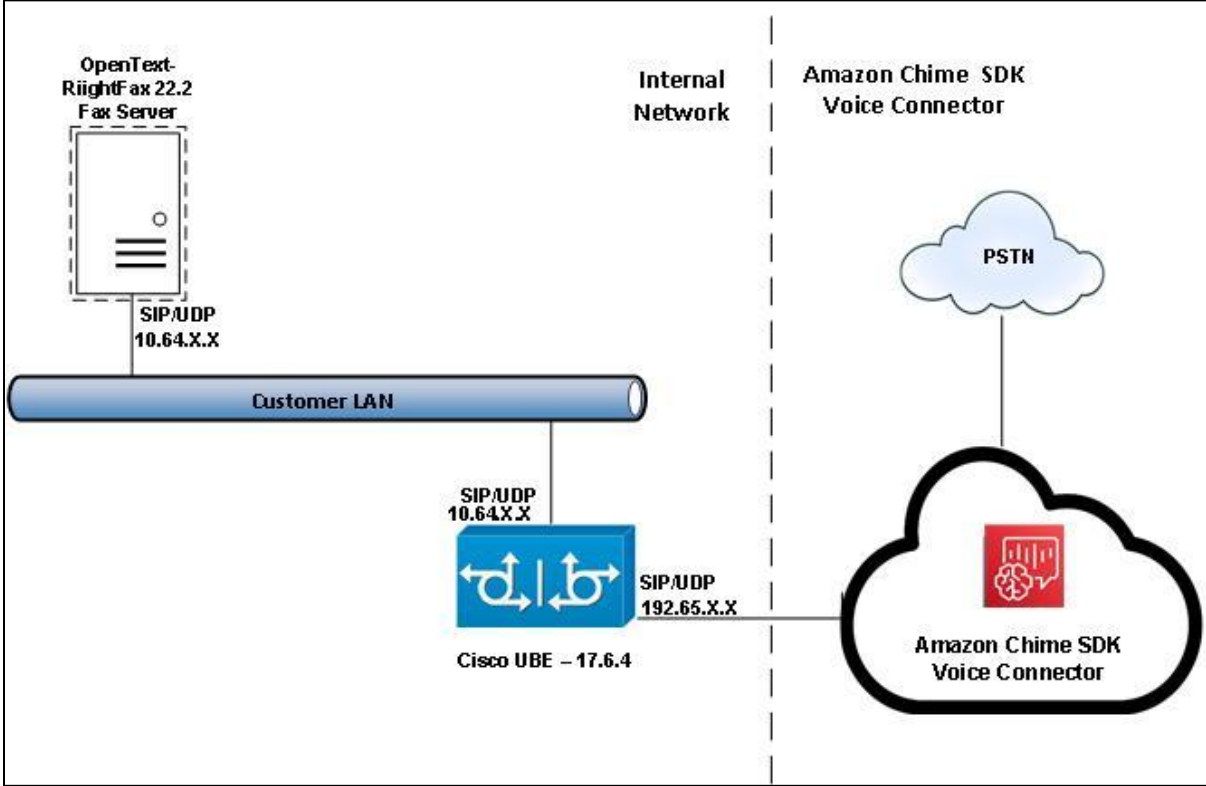 OpenText-
RiightFax 22.2
Fax Server
SIP/UDP
10.64.X.X
Customer LAN
SIP/UDP
10.64.X.X
Cisco UBE – 17.6.4
SIP/UDP
192.65.X.X
Internal
Network
Amazon Chime SDK
Voice Connector
PSTN
Amazon Chime SDK
Voice Connector